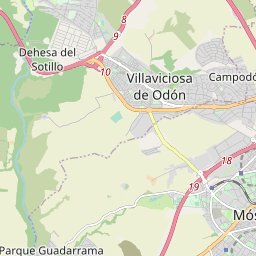 8
9
Dehesa del
Sotillo
10
Villaviciosa
de Odón
Campodó
18
19
Mós
Parque Guadarrama